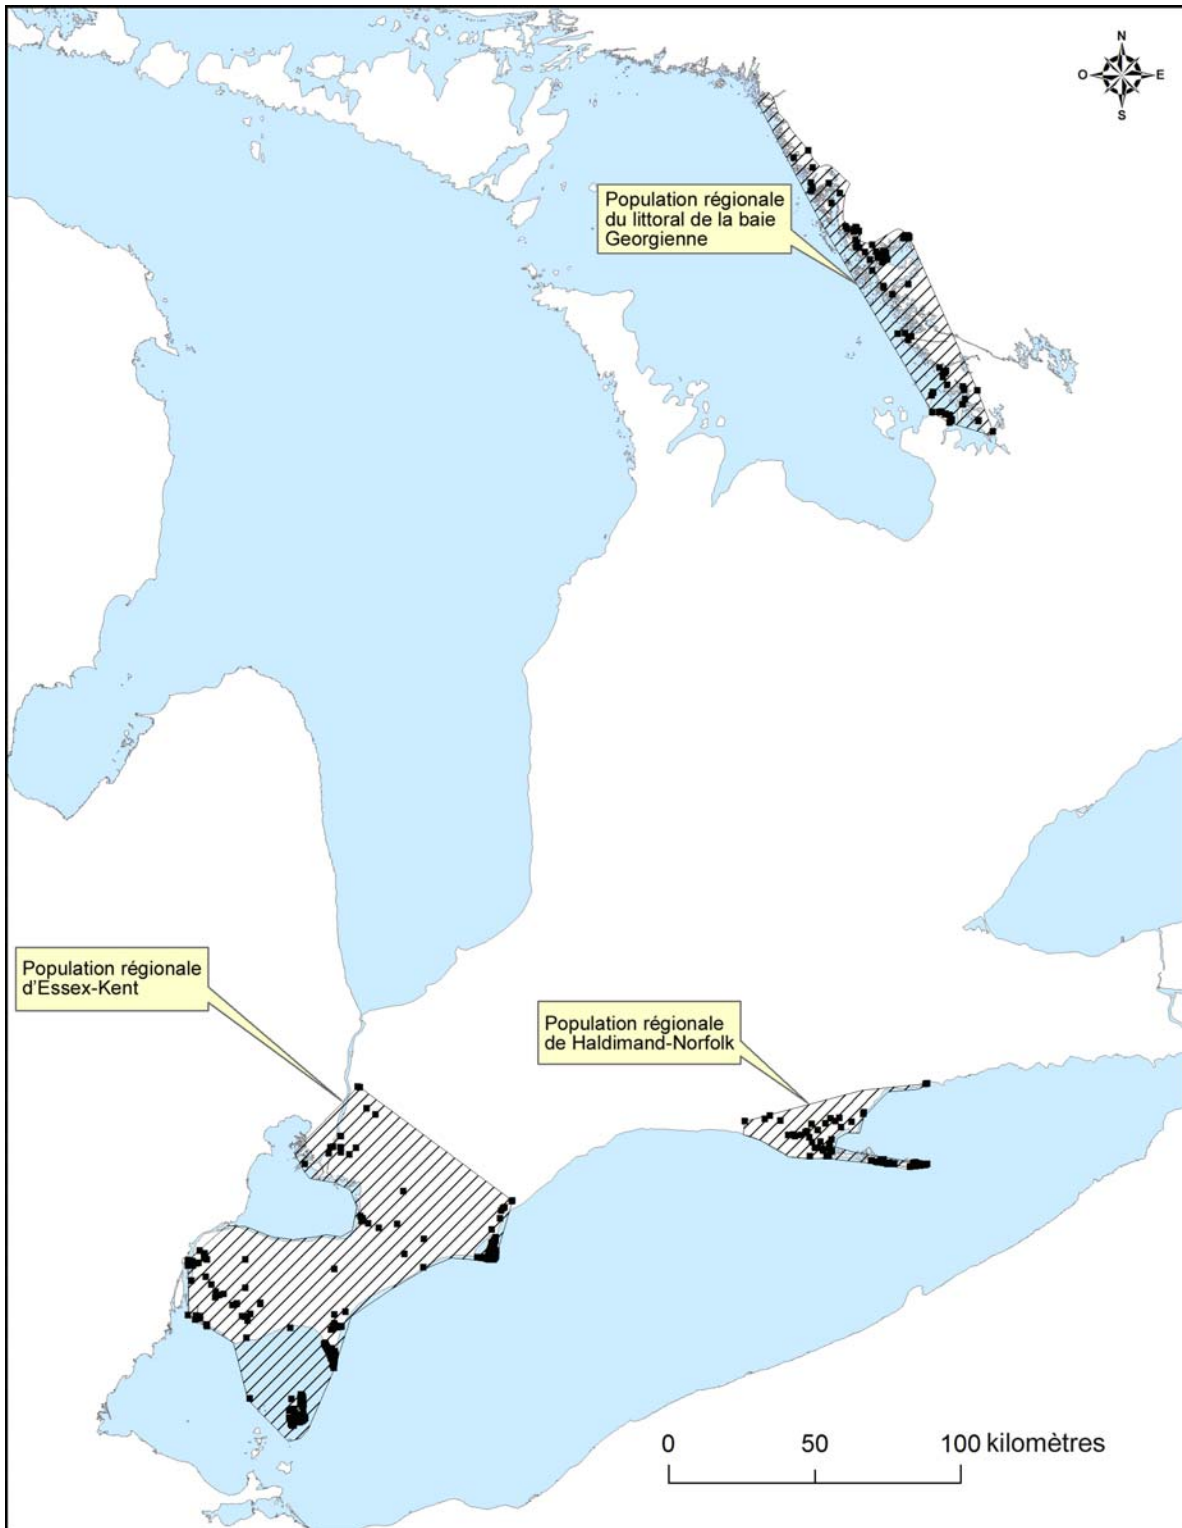 N
O E
S
Population régionale
du littoral de la baie
Georgienne
Population régionale
d'Essex-Kent
Population régionale
de Haldimand-Norfolk
0 50 100 kilomètres